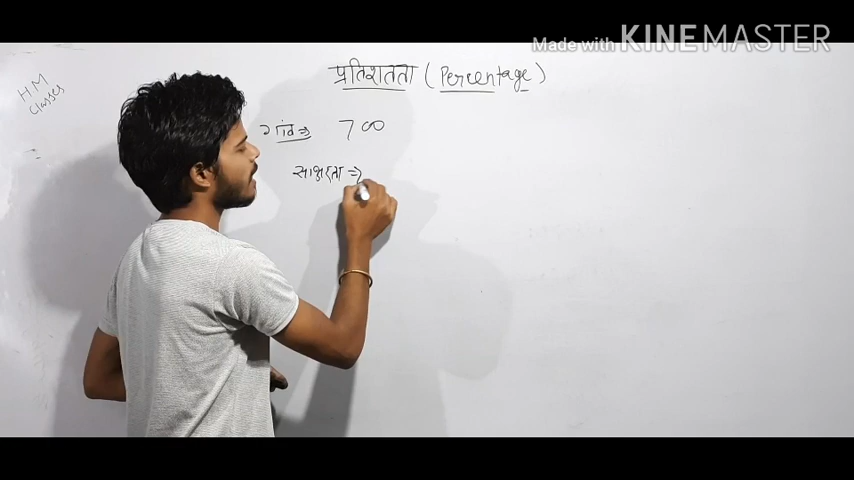 Made with KINEMASTER
प्रतिशतता ( Percentage )
HM
Classes
गांव ⇒ 700
साक्षरता ⇒